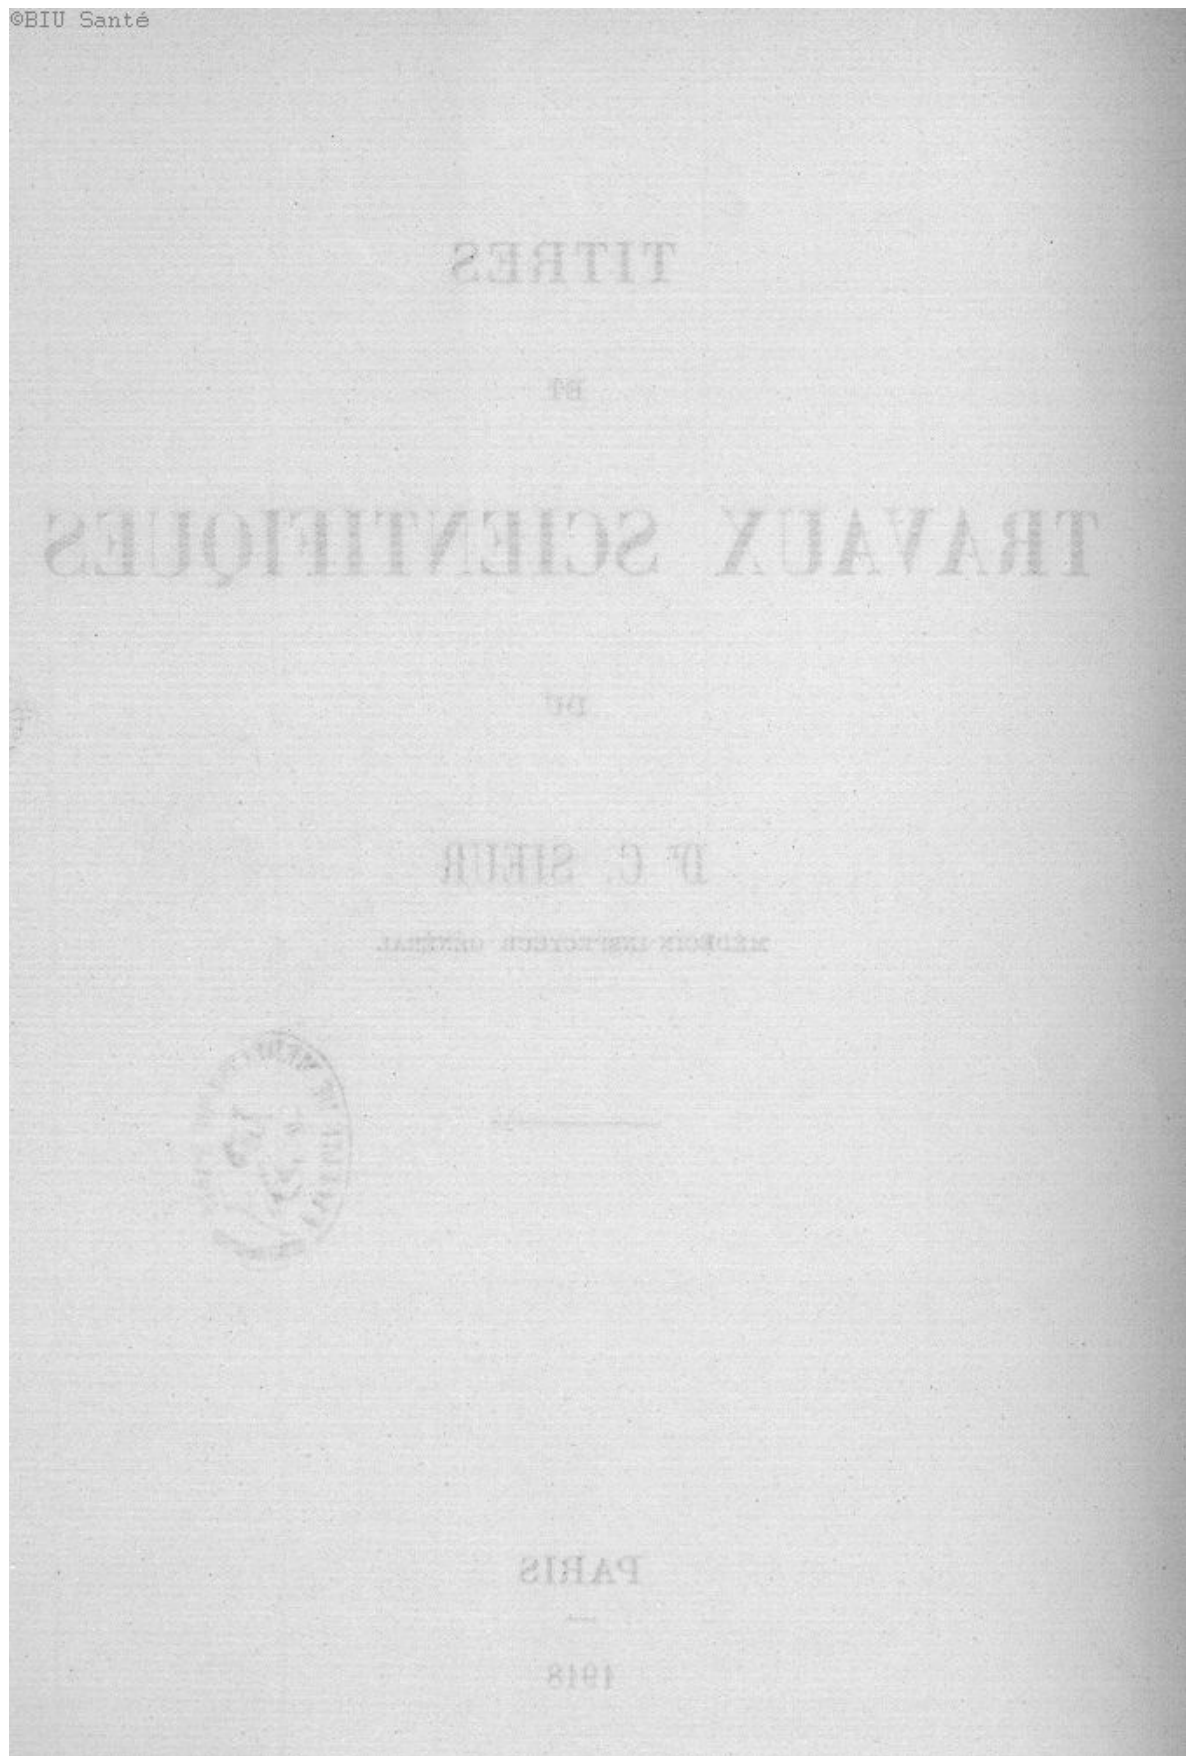 ©BIU Santé
TITRES
ET
TRAVAUX SCIENTIFIQUES
DU
Dr C. SIEUR
MÉDECIN-INSPECTEUR GÉNÉRAL
PARIS
1918